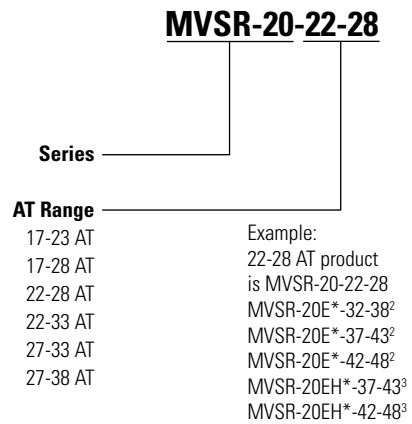 MVSR-20-22-28
Series
AT Range
17-23 AT
17-28 AT
22-28 AT
22-33 AT
27-33 AT
27-38 AT
Example:
22-28 AT product
is MVSR-20-22-28
MVSR-20E*-32-38²
MVSR-20E*-37-43²
MVSR-20E*-42-48²
MVSR-20EH*-37-43³
MVSR-20EH*-42-48³